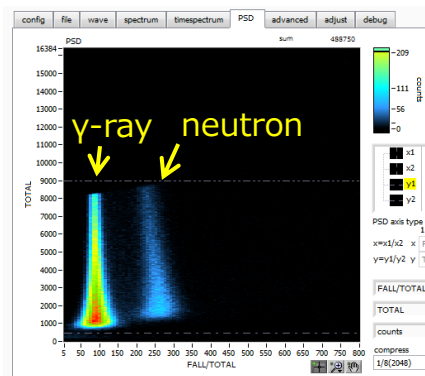 config file wave spectrum timespectrum PSD advanced adjust debug
PSD sum 488750
16384
15000
14000
13000
12000
11000
10000
9000
8000
7000
6000
5000
4000
3000
2000
1000
0
TOTAL
γ-ray neutron
5 50 100 150 200 250 300 350 400 450 500 550 600 650 700 750 800
FALL/TOTAL
209
111
56
0
counts
x1
x2
y1
y2
PSD axis type
1
x=x1/x2 x F
y=y1/y2 y T
FALL/TOTAL
TOTAL
counts
compress
1/8(2048)